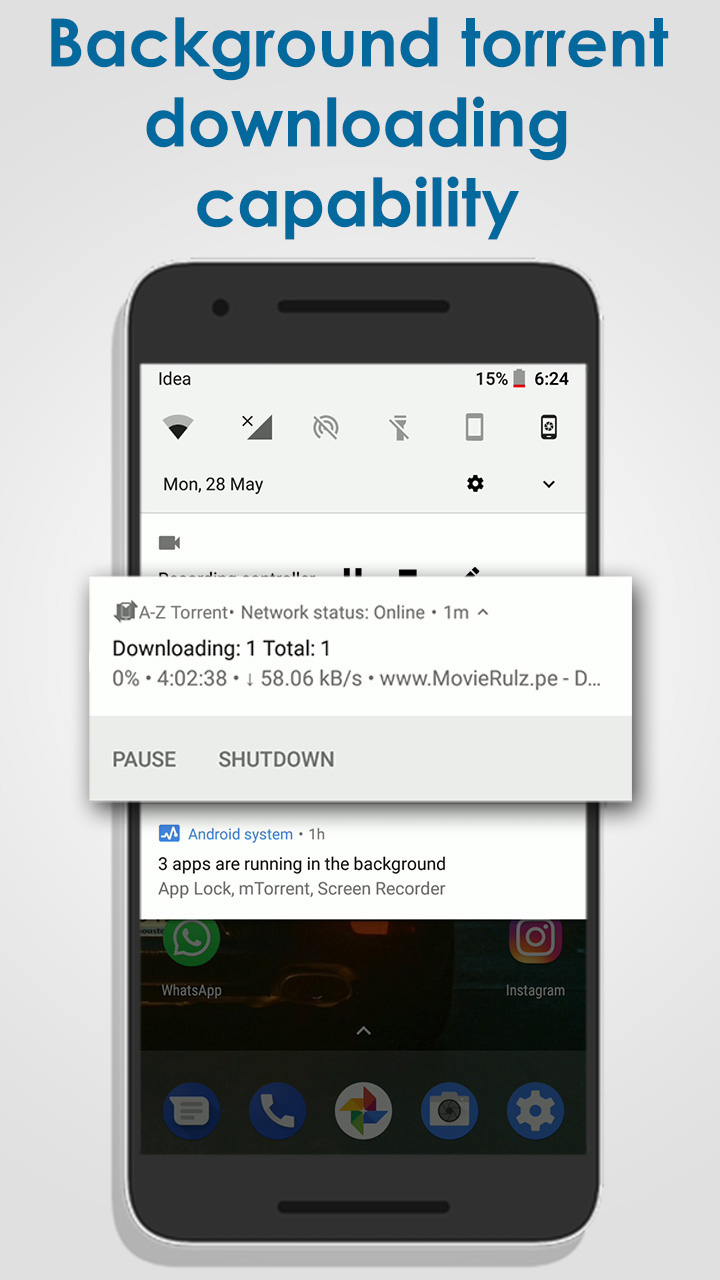 Background torrent
downloading
capability
Idea
15% 6:24
Mon, 28 May
Recording controller
A-Z Torrent• Network status: Online • 1m
Downloading: 1 Total: 1
0% • 4:02:38 • ↓ 58.06 kB/s • www.MovieRulz.pe - D...
PAUSE SHUTDOWN
Android system • 1h
3 apps are running in the background
App Lock, mTorrent, Screen Recorder
WhatsApp Instagram